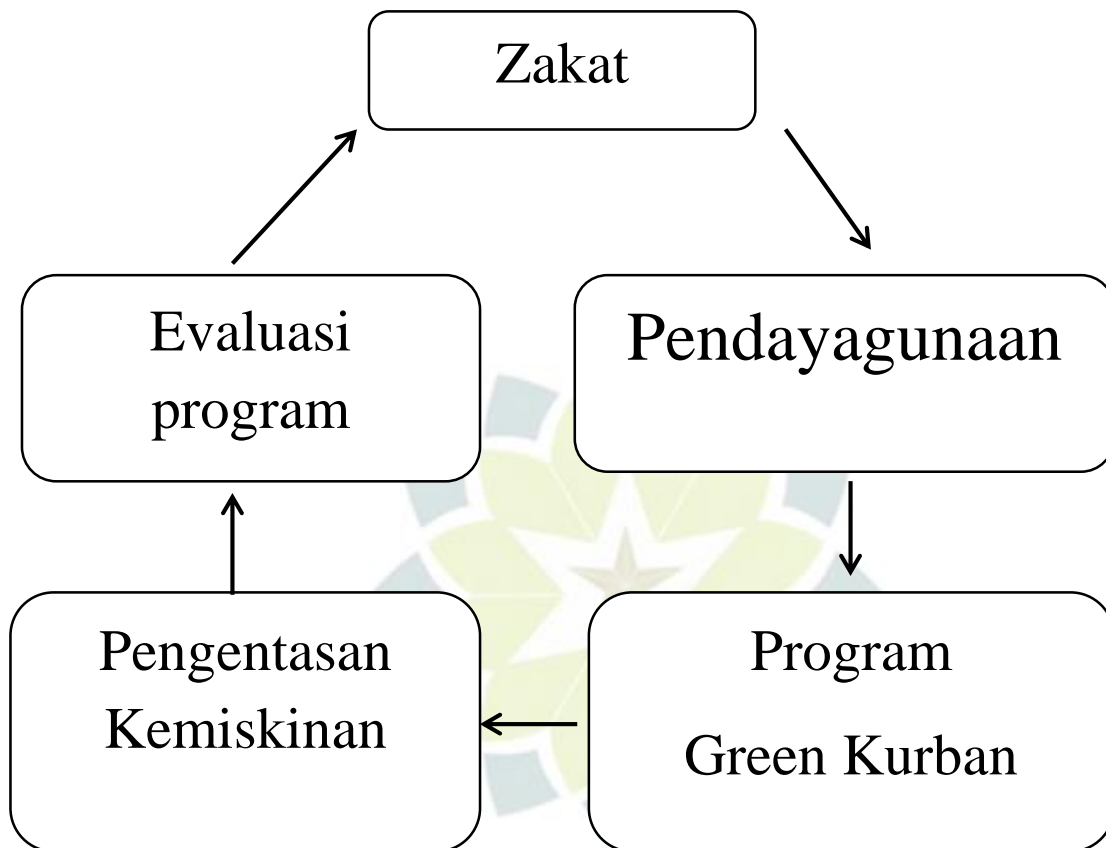 Zakat
Evaluasi
program
Pendayagunaan
Pengentasan
Kemiskinan
Program
Green Kurban